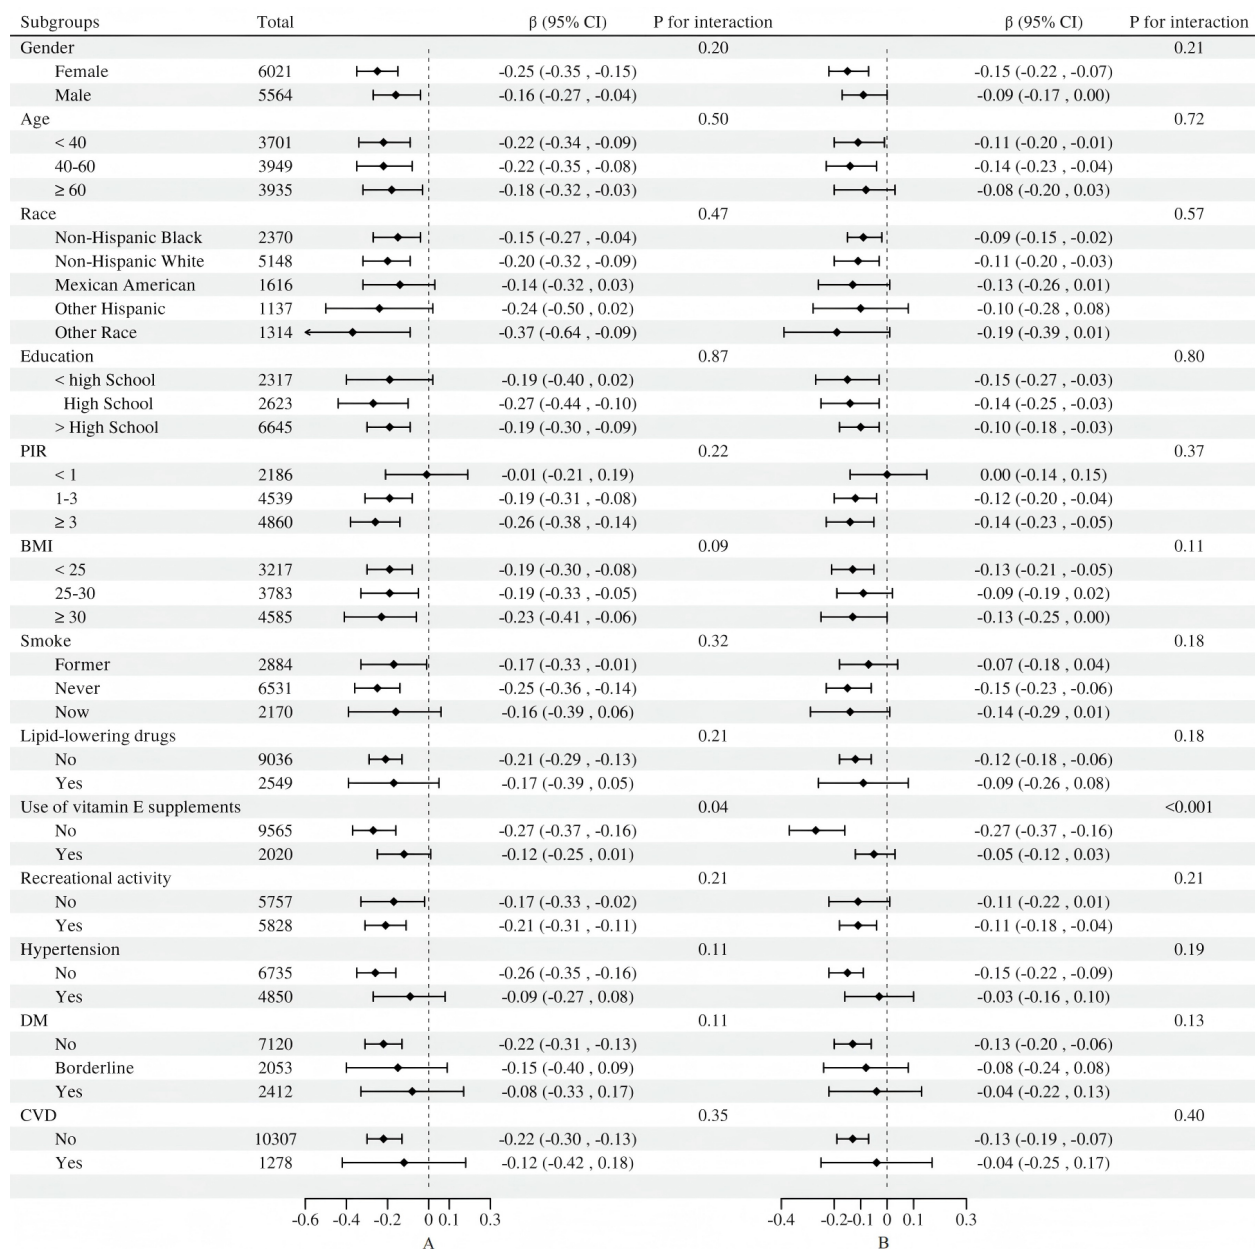 Subgroups Total β (95% CI) P for interaction β (95% CI) P for interaction
Gender 0.20 0.21
Female 6021 -0.25 (-0.35 , -0.15) -0.15 (-0.22 , -0.07)
Male 5564 -0.16 (-0.27 , -0.04) -0.09 (-0.17 , 0.00)
Age 0.50 0.72
< 40 3701 -0.22 (-0.34 , -0.09) -0.11 (-0.20 , -0.01)
40-60 3949 -0.22 (-0.35 , -0.08) -0.14 (-0.23 , -0.04)
≥ 60 3935 -0.18 (-0.32 , -0.03) -0.08 (-0.20 , 0.03)
Race 0.47 0.57
Non-Hispanic Black 2370 -0.15 (-0.27 , -0.04) -0.09 (-0.15 , -0.02)
Non-Hispanic White 5148 -0.20 (-0.32 , -0.09) -0.11 (-0.20 , -0.03)
Mexican American 1616 -0.14 (-0.32 , 0.03) -0.13 (-0.26 , 0.01)
Other Hispanic 1137 -0.24 (-0.50 , 0.02) -0.10 (-0.28 , 0.08)
Other Race 1314 -0.37 (-0.64 , -0.09) -0.19 (-0.39 , 0.01)
Education 0.87 0.80
< high School 2317 -0.19 (-0.40 , 0.02) -0.15 (-0.27 , -0.03)
High School 2623 -0.27 (-0.44 , -0.10) -0.14 (-0.25 , -0.03)
> High School 6645 -0.19 (-0.30 , -0.09) -0.10 (-0.18 , -0.03)
PIR 0.22 0.37
< 1 2186 -0.01 (-0.21 , 0.19) 0.00 (-0.14 , 0.15)
1-3 4539 -0.19 (-0.31 , -0.08) -0.12 (-0.20 , -0.04)
≥ 3 4860 -0.26 (-0.38 , -0.14) -0.14 (-0.23 , -0.05)
BMI 0.09 0.11
< 25 3217 -0.19 (-0.30 , -0.08) -0.13 (-0.21 , -0.05)
25-30 3783 -0.19 (-0.33 , -0.05) -0.09 (-0.19 , 0.02)
≥ 30 4585 -0.23 (-0.41 , -0.06) -0.13 (-0.25 , 0.00)
Smoke 0.32 0.18
Former 2884 -0.17 (-0.33 , -0.01) -0.07 (-0.18 , 0.04)
Never 6531 -0.25 (-0.36 , -0.14) -0.15 (-0.23 , -0.06)
Now 2170 -0.16 (-0.39 , 0.06) -0.14 (-0.29 , 0.01)
Lipid-lowering drugs 0.21 0.18
No 9036 -0.21 (-0.29 , -0.13) -0.12 (-0.18 , -0.06)
Yes 2549 -0.17 (-0.39 , 0.05) -0.09 (-0.26 , 0.08)
Use of vitamin E supplements 0.04 <0.001
No 9565 -0.27 (-0.37 , -0.16) -0.27 (-0.37 , -0.16)
Yes 2020 -0.12 (-0.25 , 0.01) -0.05 (-0.12 , 0.03)
Recreational activity 0.21 0.21
No 5757 -0.17 (-0.33 , -0.02) -0.11 (-0.22 , 0.01)
Yes 5828 -0.21 (-0.31 , -0.11) -0.11 (-0.18 , -0.04)
Hypertension 0.11 0.19
No 6735 -0.26 (-0.35 , -0.16) -0.15 (-0.22 , -0.09)
Yes 4850 -0.09 (-0.27 , 0.08) -0.03 (-0.16 , 0.10)
DM 0.11 0.13
No 7120 -0.22 (-0.31 , -0.13) -0.13 (-0.20 , -0.06)
Borderline 2053 -0.15 (-0.40 , 0.09) -0.08 (-0.24 , 0.08)
Yes 2412 -0.08 (-0.33 , 0.17) -0.04 (-0.22 , 0.13)
CVD 0.35 0.40
No 10307 -0.22 (-0.30 , -0.13) -0.13 (-0.19 , -0.07)
Yes 1278 -0.12 (-0.42 , 0.18) -0.04 (-0.25 , 0.17)
-0.6 -0.4 -0.2 0 0.1 0.3 -0.4 -0.2 -0.1 0 0.1 0.3
A B